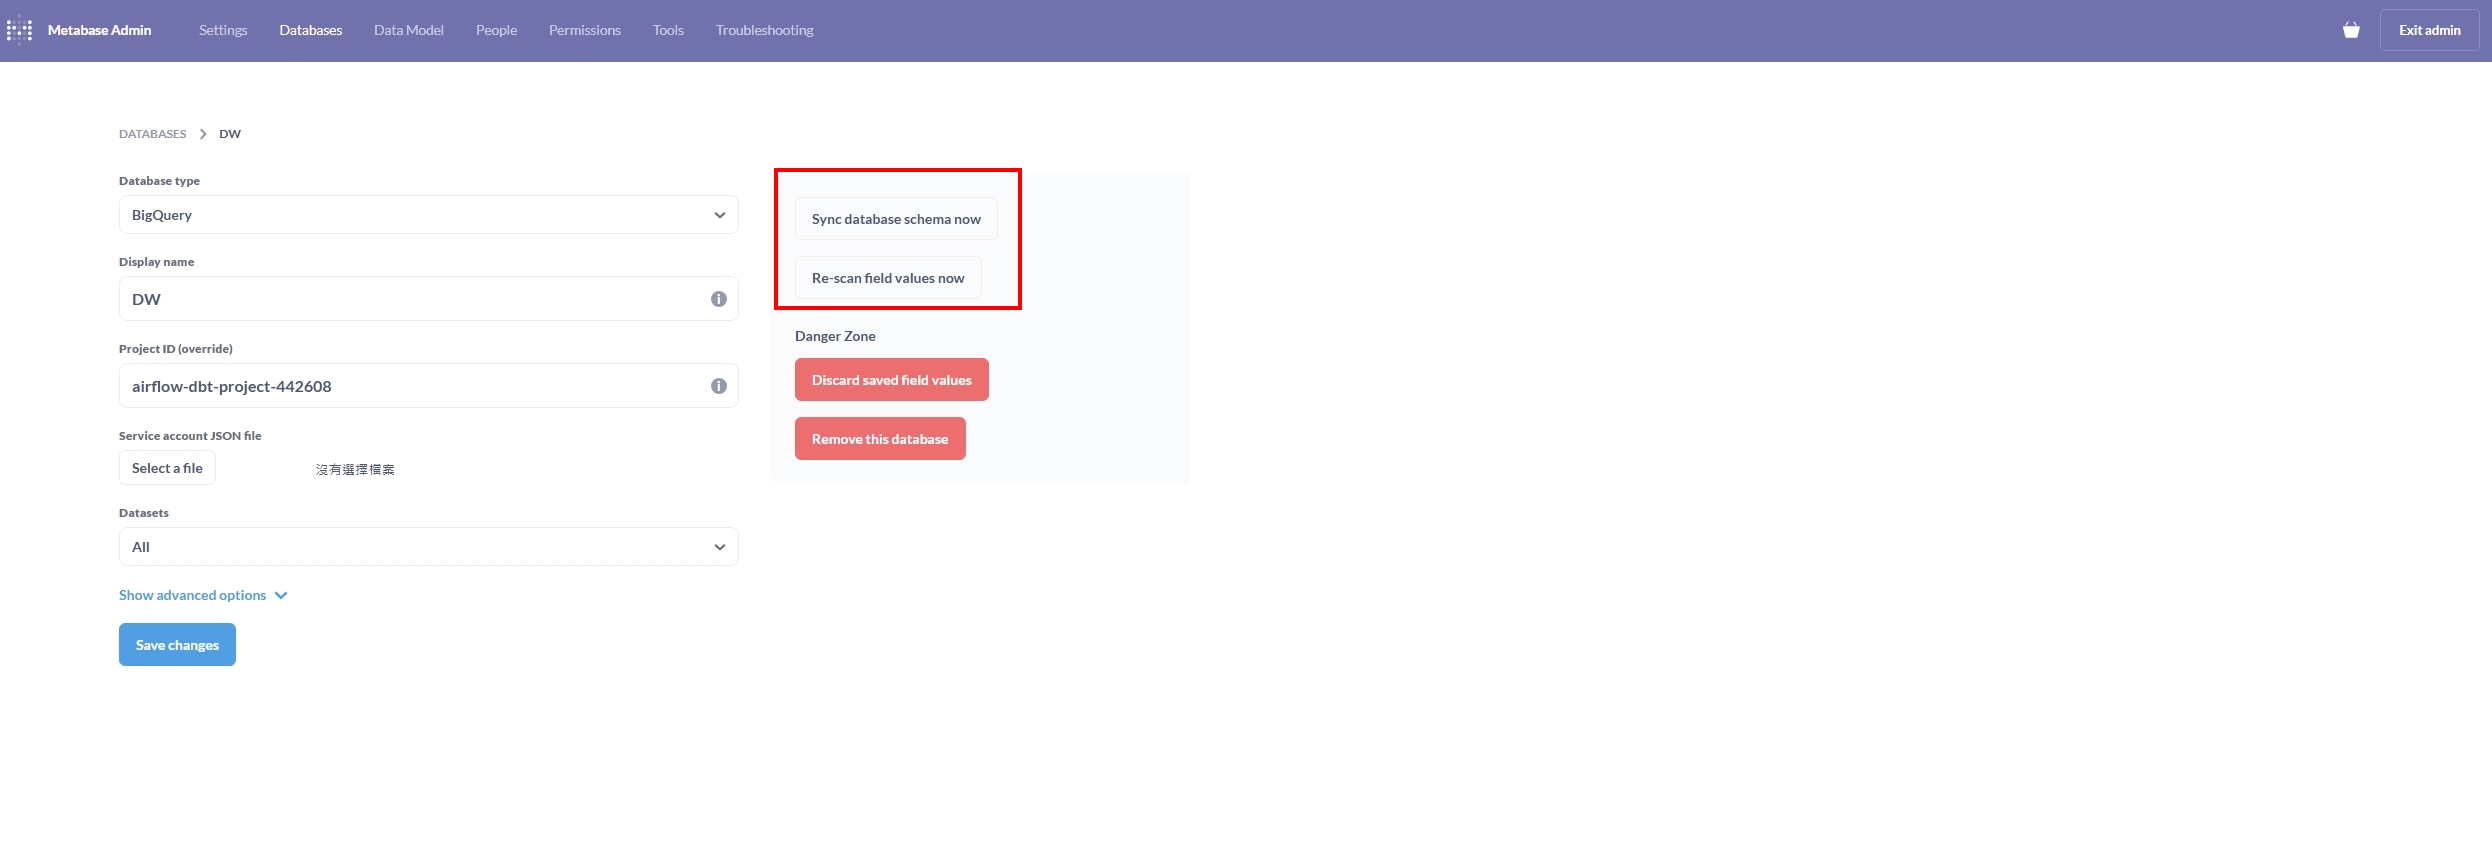 Metabase Admin Settings Databases Data Model People Permissions Tools Troubleshooting Exit admin
DATABASES > DW
Database type
BigQuery
Display name
DW
Project ID (override)
airflow-dbt-project-442608
Service account JSON file
Select a file 沒有選擇檔案
Datasets
All
Show advanced options
Save changes
Sync database schema now
Re-scan field values now
Danger Zone
Discard saved field values
Remove this database